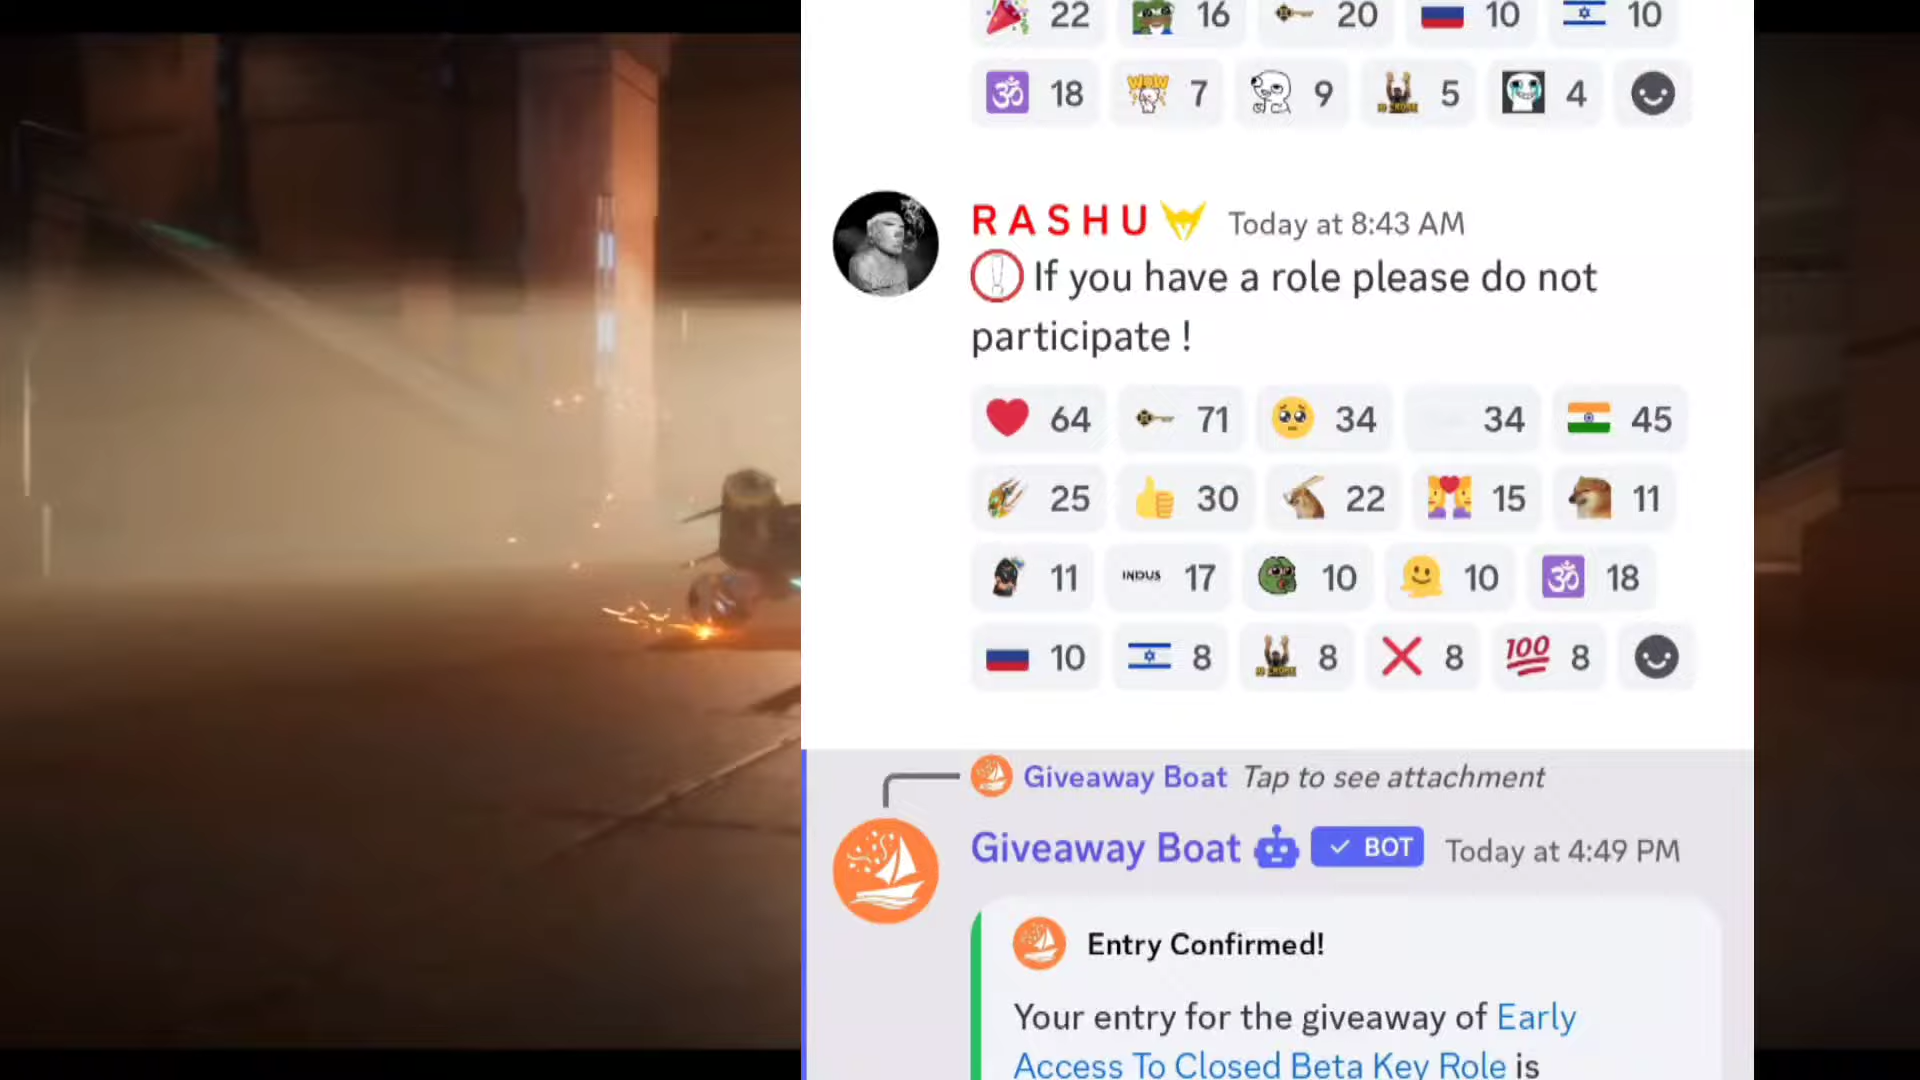 22 16 20 10 10
18 WOW 7 9 5 4
R A S H U Today at 8:43 AM
If you have a role please do not
participate !
64 71 34 34 45
25 30 22 15 11
11 INDUS 17 10 10 ॐ 18
10 8 8 8 100 8
Giveaway Boat Tap to see attachment
Giveaway Boat BOT Today at 4:49 PM
Entry Confirmed!
Your entry for the giveaway of Early
Access To Closed Beta Key Role is